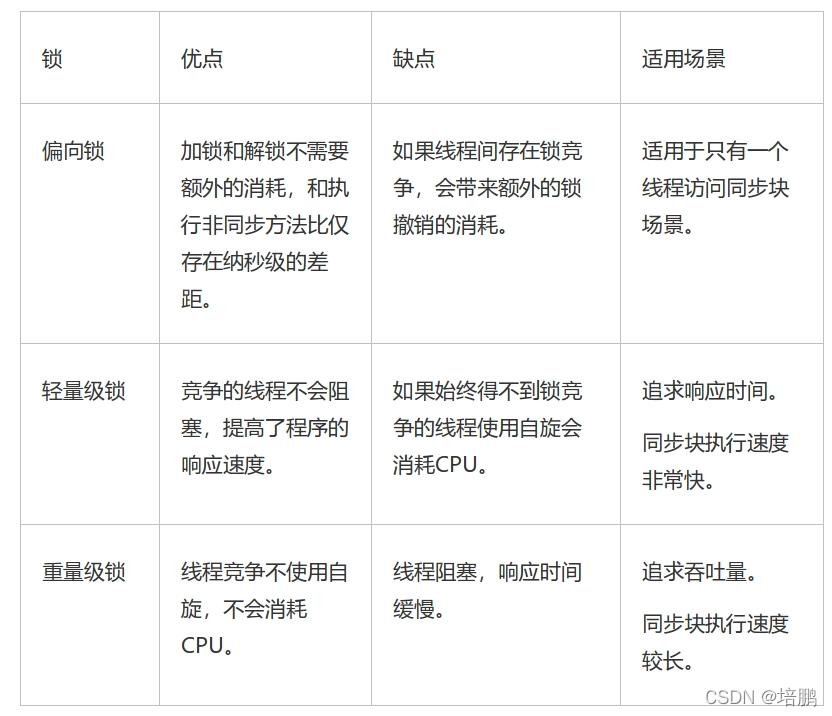 锁
优点
缺点
适用场景
偏向锁
加锁和解锁不需要
额外的消耗，和执
行非同步方法比仅
存在纳秒级的差
距。
如果线程间存在锁竞
争，会带来额外的锁
撤销的消耗。
适用于只有一个
线程访问同步块
场景。
轻量级锁
竞争的线程不会阻
塞，提高了程序的
响应速度。
如果始终得不到锁竞
争的线程使用自旋会
消耗CPU。
追求响应时间。
同步块执行速度
非常快。
重量级锁
线程竞争不使用自
旋，不会消耗
CPU。
线程阻塞，响应时间
缓慢。
追求吞吐量。
同步块执行速度
较长。
CSDN @培鹏